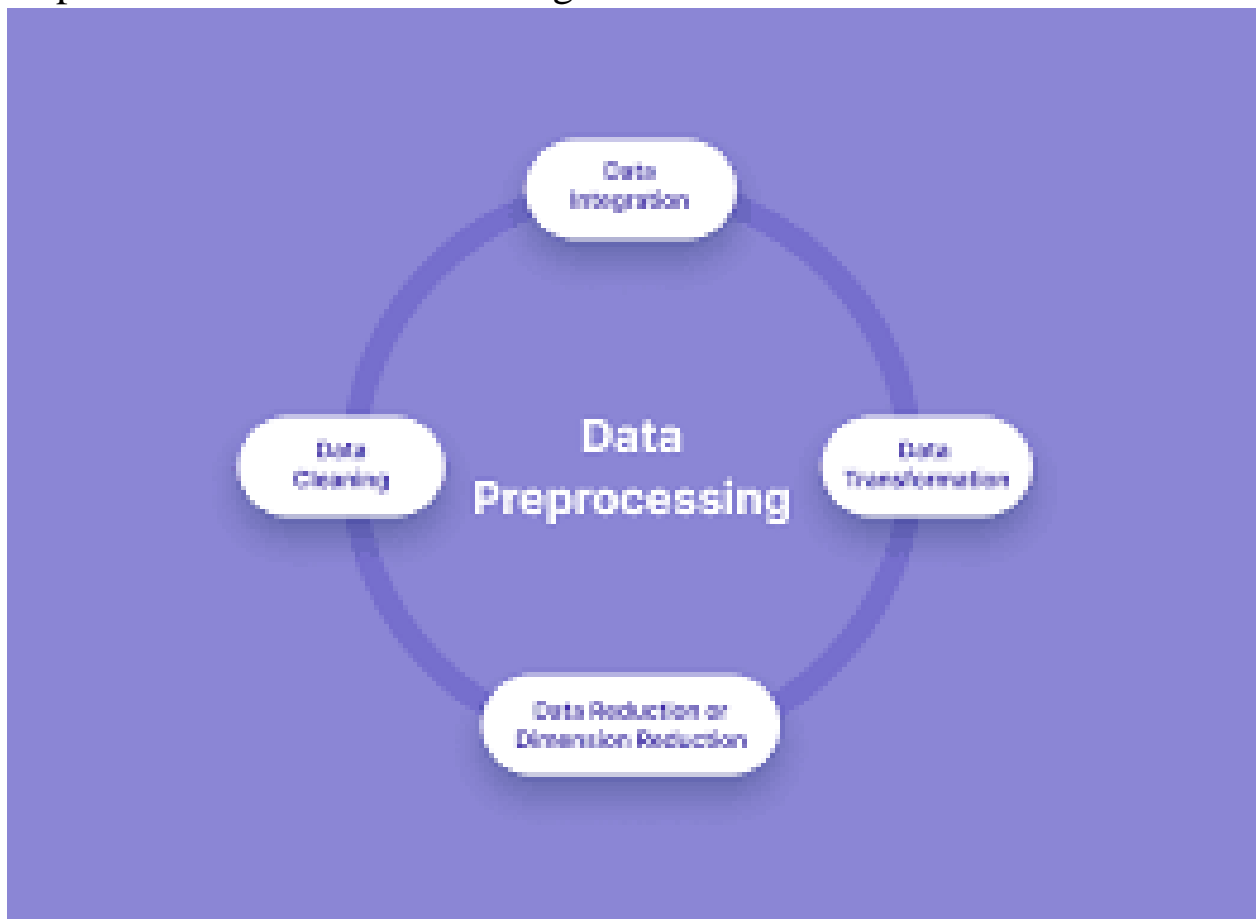 Data
Integration
Data
Cleaning
Data
Preprocessing
Data
Transformation
Data Reduction or
Dimension Reduction